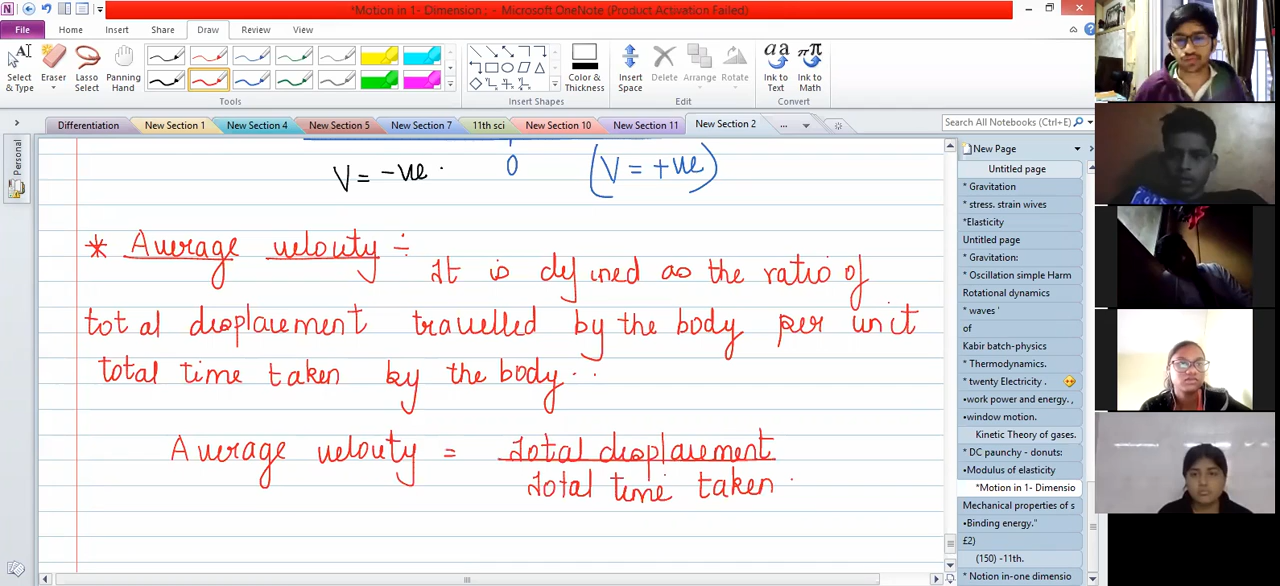 *Motion in 1- Dimension : - Microsoft OneNote (Product Activation Failed)
File Home Insert Share Draw Review View
Select & Type
Eraser
Lasso Select
Panning Hand
Color & Thickness
Insert Space
Delete
Arrange
Rotate
Ink to Text
Ink to Math
Tools
Insert Shapes
Edit
Convert
Differentiation New Section 1 New Section 4 New Section 5 New Section 7 11th sci New Section 10 New Section 11 New Section 2 ...
Search All Notebooks (Ctrl+E)
Personal
V = -ve .
0
(V = +ve)
* Average velocity ÷
It is defined as the ratio of
total displacement travelled by the body per unit
total time taken by the body..
Average velocity = Total displacement
Total time taken .
New Page
Untitled page
* Gravitation
* stress. strain wives
*Elasticity
Untitled page
* Gravitation:
* Oscillation simple Harm
Rotational dynamics
* waves '
of
Kabir batch-physics
* Thermodynamics.
* twenty Electricity .
•work power and energy. ,
•window motion.
Kinetic Theory of gases.
* DC paunchy - donuts:
•Modulus of elasticity
*Motion in 1- Dimensio
Mechanical properties of s
•Binding energy."
£2)
(150) -11th.
* Notion in-one dimensio